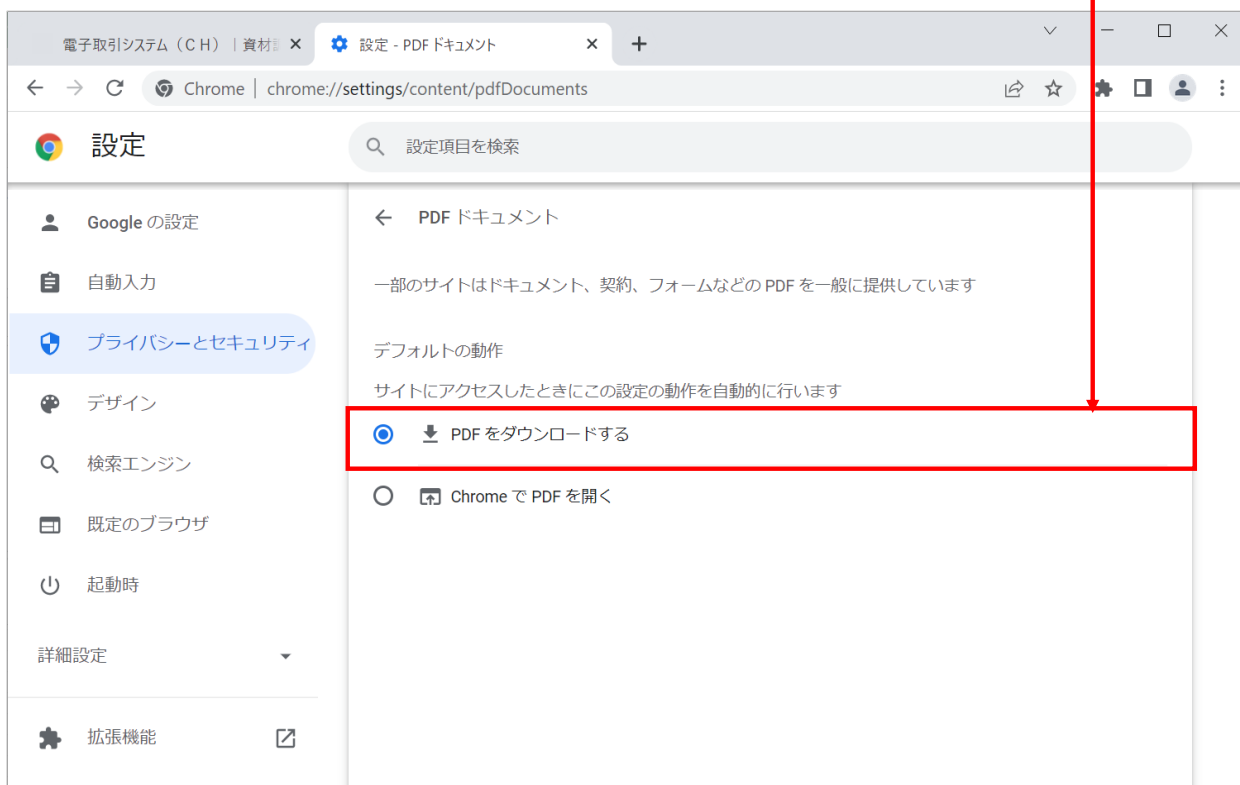 電子取引システム（ＣＨ）｜資材
設定 - PDF ドキュメント
Chrome | chrome://settings/content/pdfDocuments
設定
設定項目を検索
Google の設定
自動入力
プライバシーとセキュリティ
デザイン
検索エンジン
既定のブラウザ
起動時
詳細設定
拡張機能
PDF ドキュメント
一部のサイトはドキュメント、契約、フォームなどの PDF を一般に提供しています
デフォルトの動作
サイトにアクセスしたときにこの設定の動作を自動的に行います
PDF をダウンロードする
Chrome で PDF を開く